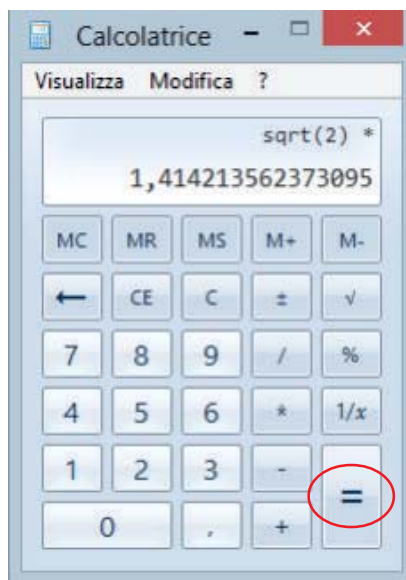 Calcolatrice
Visualizza Modifica ?
sqrt(2) *
1,414213562373095
MC MR MS M+ M-
← CE C ± √
7 8 9 / %
4 5 6 * 1/x
1 2 3 - =
0 , +